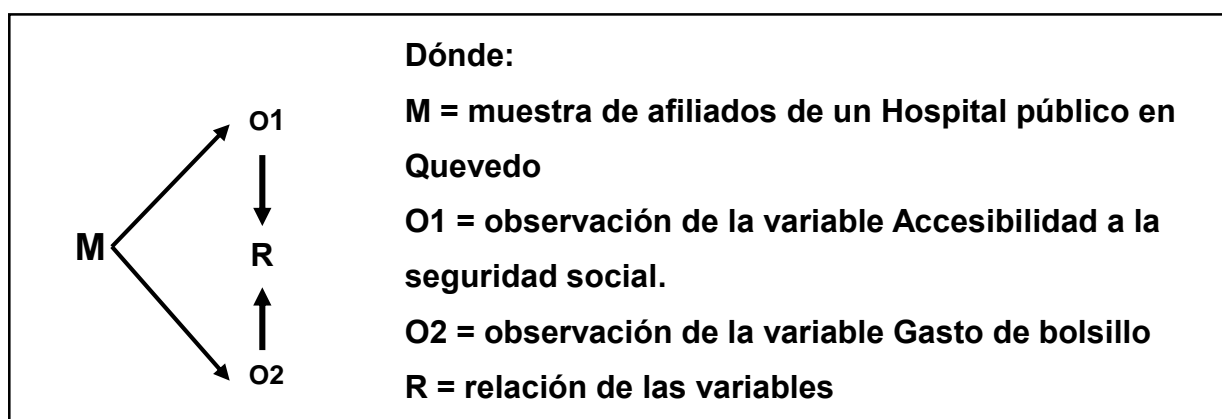 M
O1
R
O2
Dónde:
M = muestra de afiliados de un Hospital público en
Quevedo
O1 = observación de la variable Accesibilidad a la
seguridad social.
O2 = observación de la variable Gasto de bolsillo
R = relación de las variables